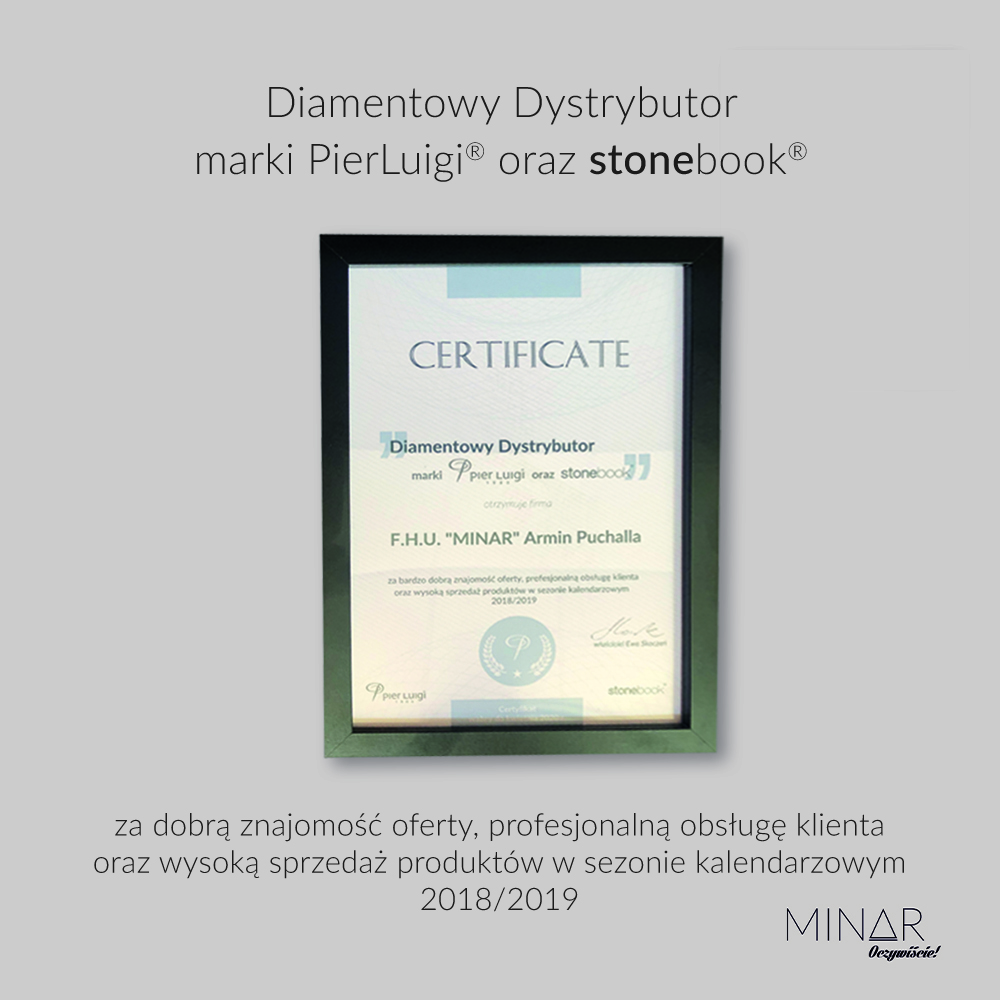 Diamentowy Dystrybutor
marki PierLuigi® oraz stonebook®
CERTIFICATE
Diamentowy Dystrybutor
marki Pier Luigi oraz stonebook
otrzymuje firma
F.H.U. "MINAR" Armin Puchalla
za bardzo dobrą znajomość oferty, profesjonalną obsługę klienta
oraz wysoką sprzedaż produktów w sezonie kalendarzowym
2018/2019
właściciel Ewa Skoczeń
Pier Luigi
stonebook™
Certyfikat
za dobrą znajomość oferty, profesjonalną obsługę klienta
oraz wysoką sprzedaż produktów w sezonie kalendarzowym
2018/2019
MINAR
Oczywiście!